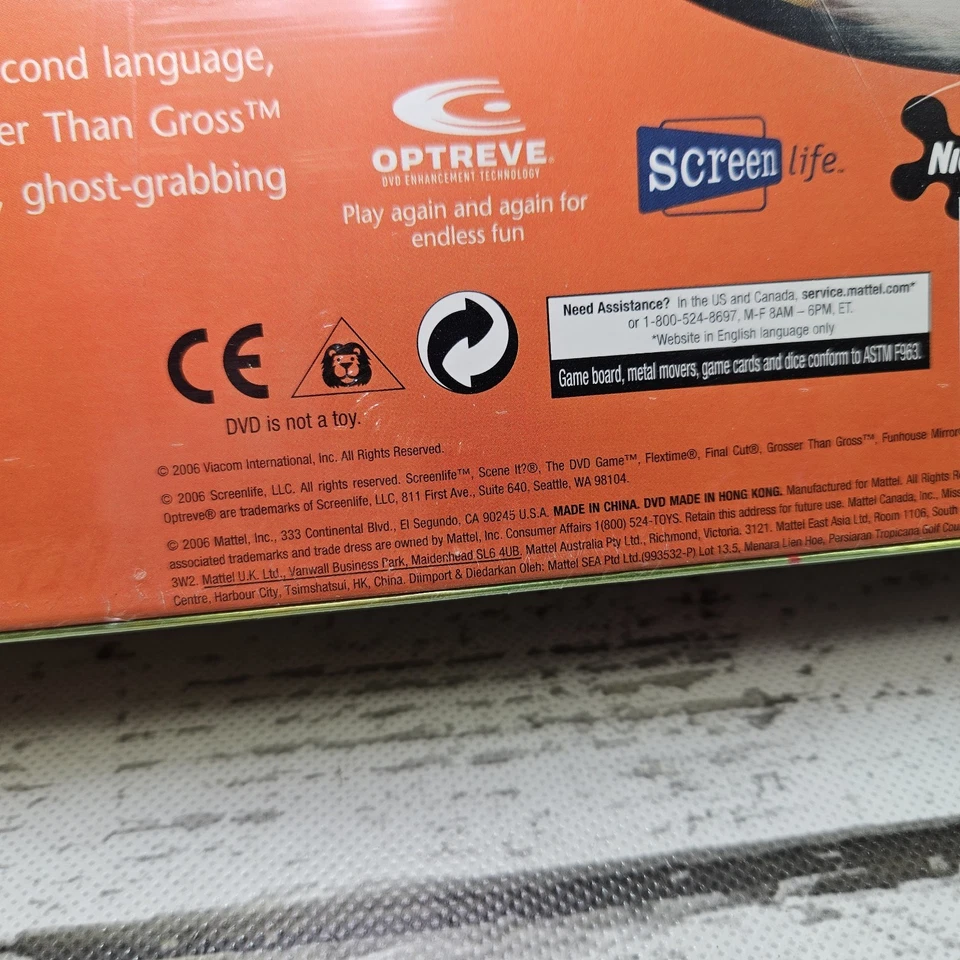 cond language,
er Than Gross™
, ghost-grabbing
OPTREVE®
DVD ENHANCEMENT TECHNOLOGY
Play again and again for
endless fun
screen life™
Need Assistance? In the US and Canada, service.mattel.com*
or 1-800-524-8697, M-F 8AM – 6PM, ET.
*Website in English language only
Game board, metal movers, game cards and dice conform to ASTM F963.
CE
DVD is not a toy.
© 2006 Viacom International, Inc. All Rights Reserved.
© 2006 Screenlife, LLC. All rights reserved. Screenlife™, Scene It?®, The DVD Game™, Flextime®, Final Cut®, Grosser Than Gross™, Funhouse Mirror
Optreve® are trademarks of Screenlife, LLC, 811 First Ave., Suite 640, Seattle, WA 98104.
© 2006 Mattel, Inc., 333 Continental Blvd., El Segundo, CA 90245 U.S.A. MADE IN CHINA. DVD MADE IN HONG KONG. Manufactured for Mattel. All Rights R
associated trademarks and trade dress are owned by Mattel, Inc. Consumer Affairs 1(800) 524-TOYS. Retain this address for future use. Mattel Canada, Inc., Miss
3W2. Mattel U.K. Ltd., Vanwall Business Park, Maidenhead SL6 4UB. Mattel Australia Pty Ltd., Richmond, Victoria. 3121. Mattel East Asia Ltd, Room 1106, South
Centre, Harbour City, Tsimshatsui, HK, China. Diimport & Diedarkan Oleh: Mattel SEA Ptd Ltd.(993532-P) Lot 13.5, Menara Lien Hoe, Persiaran Tropicana Golf Cou